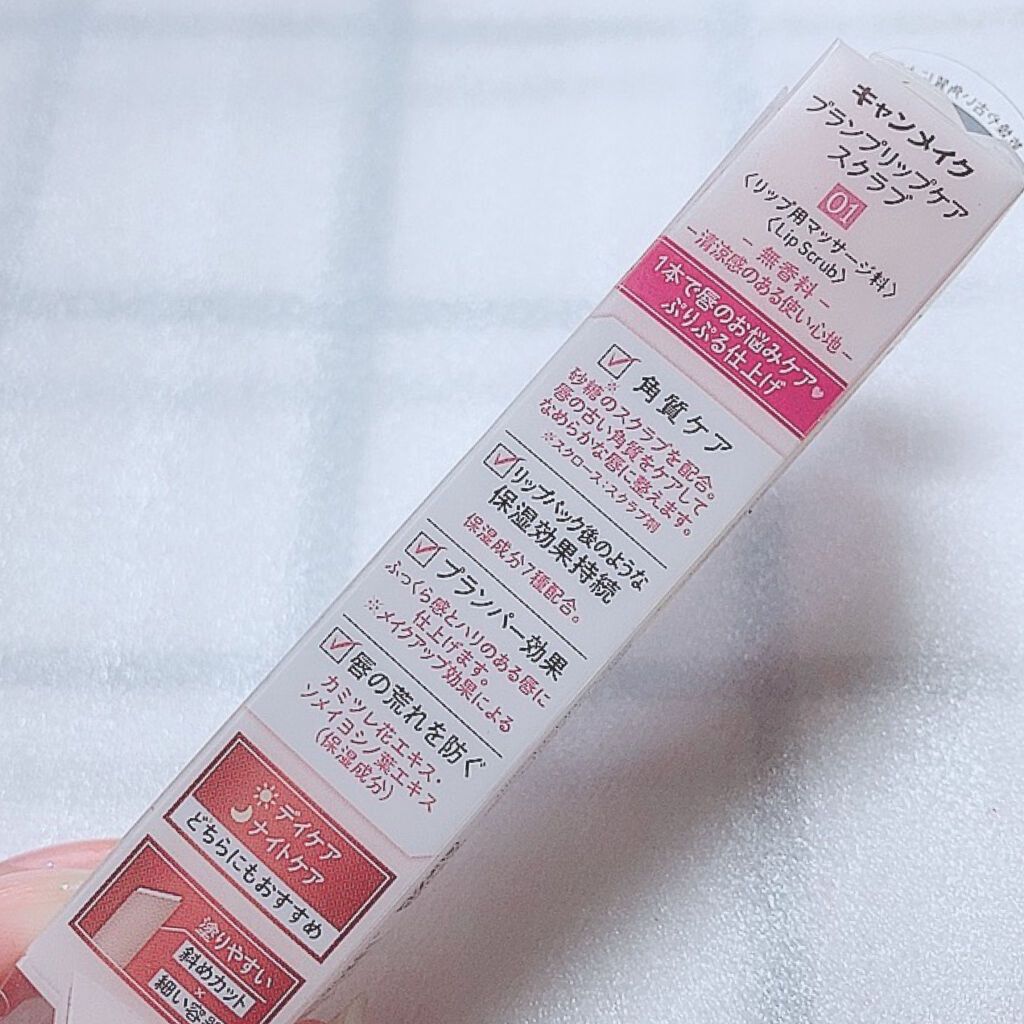 キャンメイク
プランプリップケア
スクラブ
01
〈リップ用マッサージ料〉
〈Lip Scrub〉
− 無香料 −
−清涼感のある使い心地−
1本で唇のお悩みケア♥
ぷりぷる仕上げ
角質ケア
砂糖※のスクラブを配合。
唇の古い角質をケアして
なめらかな唇に整えます。
※スクロース:スクラブ剤
リップパック後のような
保湿効果持続
保湿成分7種配合。
プランパー効果
ふっくら感とハリのある唇に
仕上げます。
※メイクアップ効果による
唇の荒れを防ぐ
カミツレ花エキス・
ソメイヨシノ葉エキス
(保湿成分)
デイケア
ナイトケア
どちらにもおすすめ
塗りやすい
斜めカット
×
細い容器